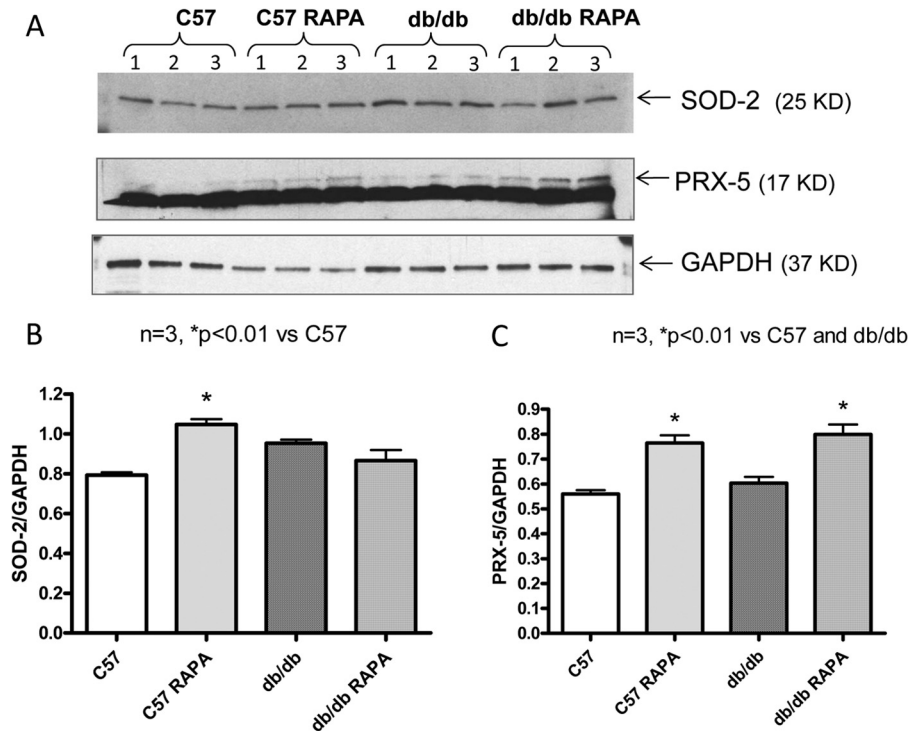 A
C57 C57 RAPA db/db db/db RAPA
1 2 3 1 2 3 1 2 3 1 2 3
SOD-2 (25 KD)
PRX-5 (17 KD)
GAPDH (37 KD)
B
n=3, *p<0.01 vs C57
SOD-2/GAPDH
1.2
1.0
0.8
0.6
0.4
0.2
0.0
*
C57
C57 RAPA
db/db
db/db RAPA
C
n=3, *p<0.01 vs C57 and db/db
PRX-5/GAPDH
0.9
0.8
0.7
0.6
0.5
0.4
0.3
0.2
0.1
0.0
*
*
C57
C57 RAPA
db/db
db/db RAPA